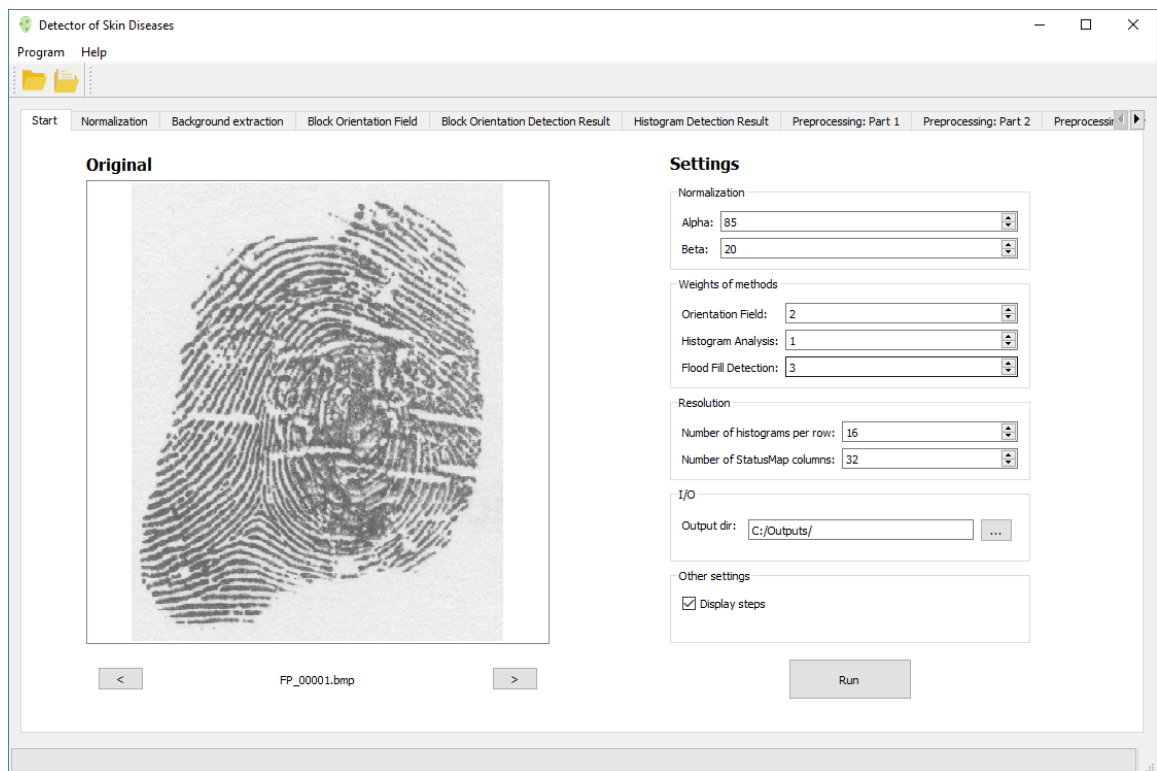 Detector of Skin Diseases
Program Help
Start Normalization Background extraction Block Orientation Field Block Orientation Detection Result Histogram Detection Result Preprocessing: Part 1 Preprocessing: Part 2
Original
FP_00001.bmp
< >
Settings
Normalization
Alpha: 85
Beta: 20
Weights of methods
Orientation Field: 2
Histogram Analysis: 1
Flood Fill Detection: 3
Resolution
Number of histograms per row: 16
Number of StatusMap columns: 32
I/O
Output dir: C:/Outputs/ ...
Other settings
Display steps
Run